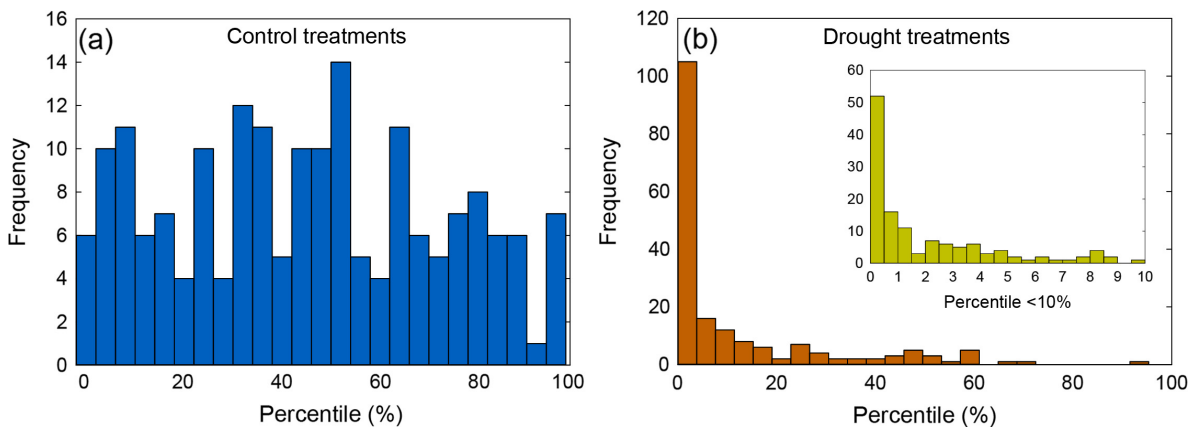 (a) Control treatments
Frequency
16
14
12
10
8
6
4
2
0
0 20 40 60 80 100
Percentile (%)
(b) Drought treatments
Frequency
120
100
80
60
40
20
0
0 20 40 60 80 100
Percentile (%)
60
50
40
30
20
10
0
0 1 2 3 4 5 6 7 8 9 10
Percentile <10%